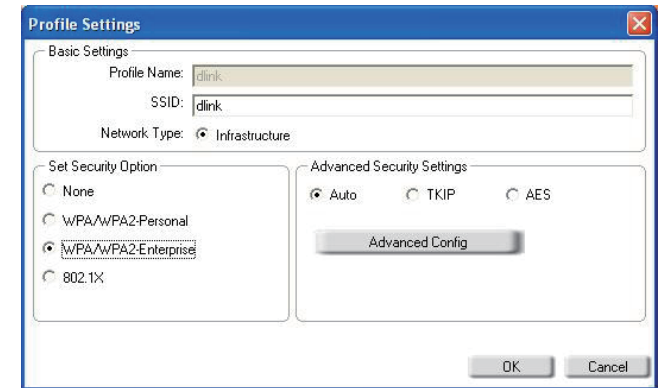 Profile Settings
Basic Settings
Profile Name: dlink
SSID: dlink
Network Type: Infrastructure
Set Security Option
None
WPA/WPA2-Personal
WPA/WPA2-Enterprise
802.1X
Advanced Security Settings
Auto TKIP AES
Advanced Config
OK Cancel